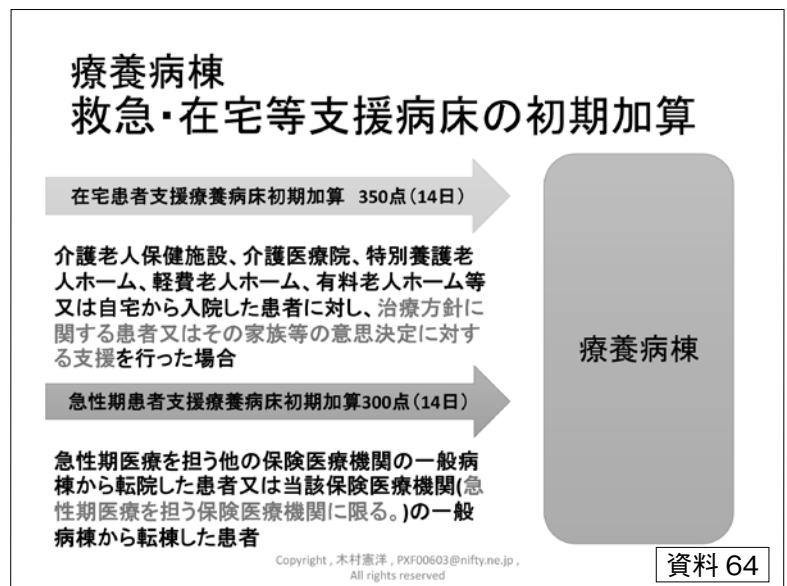 療養病棟
救急・在宅等支援病床の初期加算
在宅患者支援療養病床初期加算 350点(14日)
介護老人保健施設、介護医療院、特別養護老
人ホーム、軽費老人ホーム、有料老人ホーム等
又は自宅から入院した患者に対し、治療方針に
関する患者又はその家族等の意思決定に対す
る支援を行った場合
療養病棟
急性期患者支援療養病床初期加算300点(14日)
急性期医療を担う他の保険医療機関の一般病
棟から転院した患者又は当該保険医療機関(急
性期医療を担う保険医療機関に限る。)の一般
病棟から転棟した患者
Copyright , 木村憲洋 , PXF00603@nifty.ne.jp ,
All rights reserved
資料 64